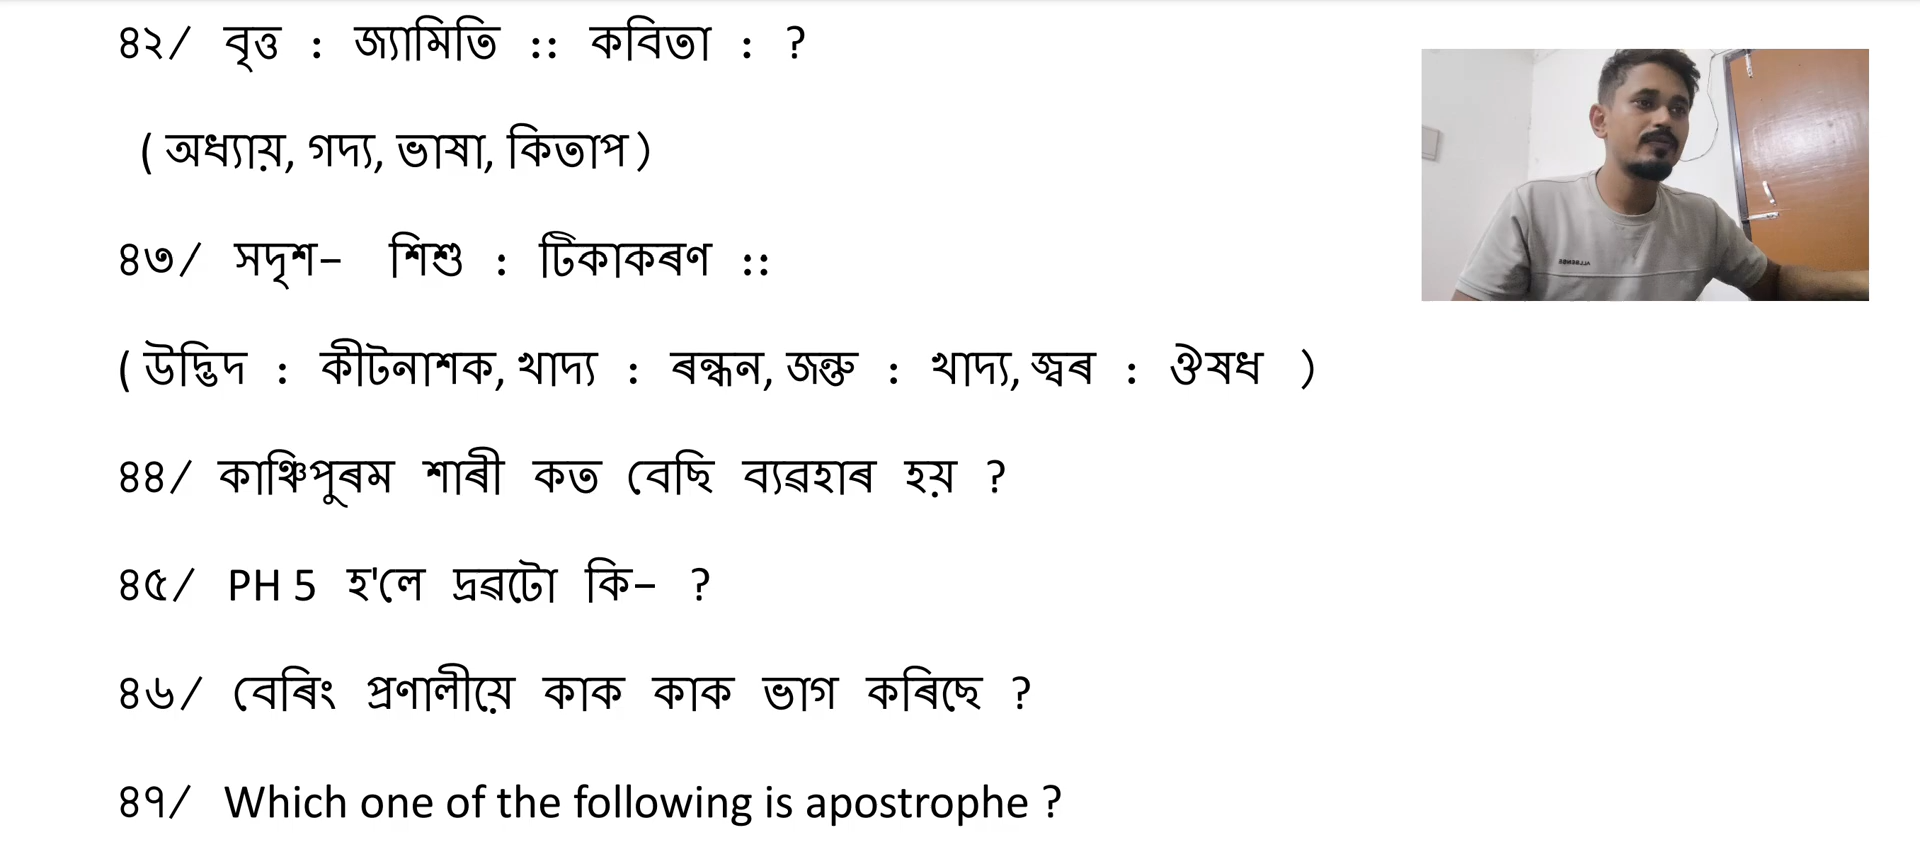 ৪২/ বৃত্ত : জ্যামিতি :: কবিতা : ?
( অধ্যায়, গদ্য, ভাষা, কিতাপ )
৪৩/ সদৃশ– শিশু : টিকাকৰণ ::
( উদ্ভিদ : কীটনাশক, খাদ্য : ৰন্ধন, জন্তু : খাদ্য, জ্বৰ : ঔষধ )
৪৪/ কাঞ্চিপুৰম শাৰী কত বেছি ব্যৱহাৰ হয় ?
৪৫/ PH 5 হ'লে দ্ৰৱটো কি– ?
৪৬/ বেৰিং প্ৰণালীয়ে কাক কাক ভাগ কৰিছে ?
৪৭/ Which one of the following is apostrophe ?